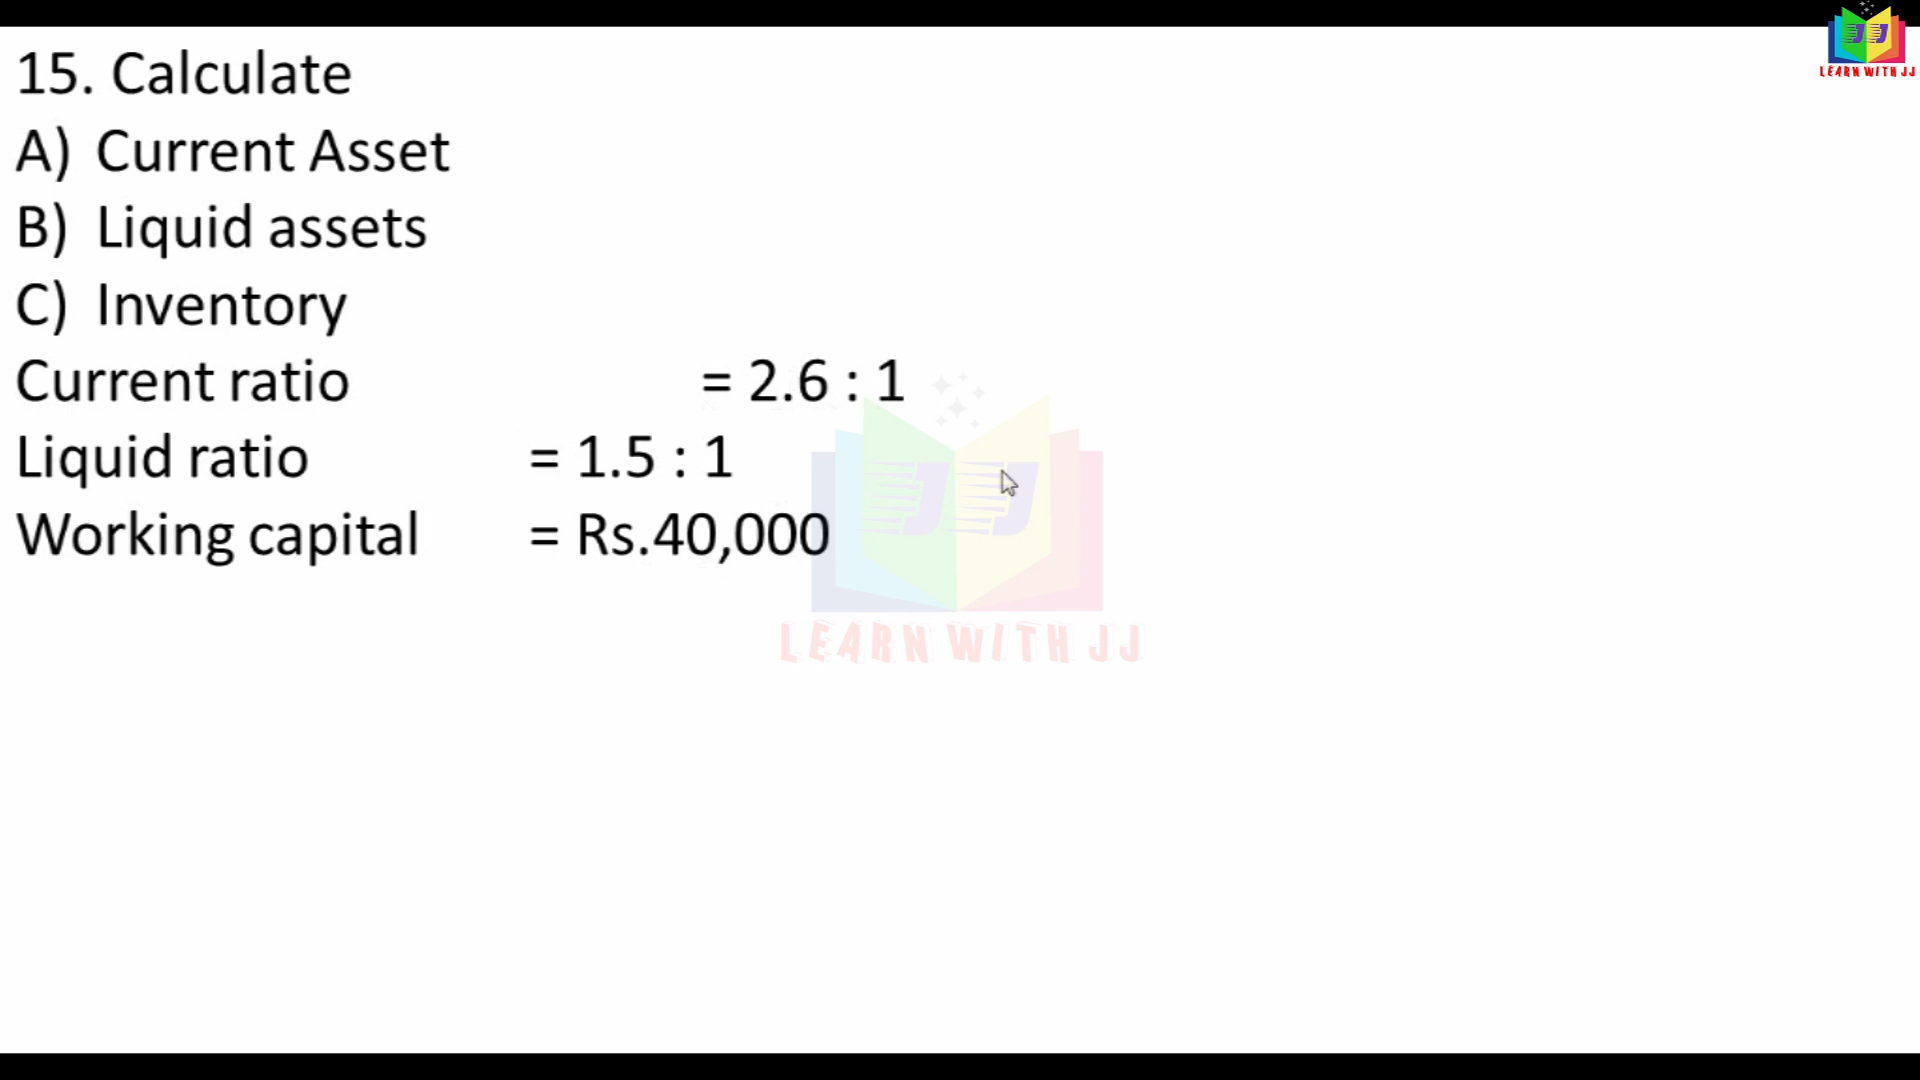 LEARN WITH JJ
15. Calculate
A) Current Asset
B) Liquid assets
C) Inventory
Current ratio = 2.6 : 1
Liquid ratio = 1.5 : 1
Working capital = Rs.40,000
JJ
LEARN WITH JJ